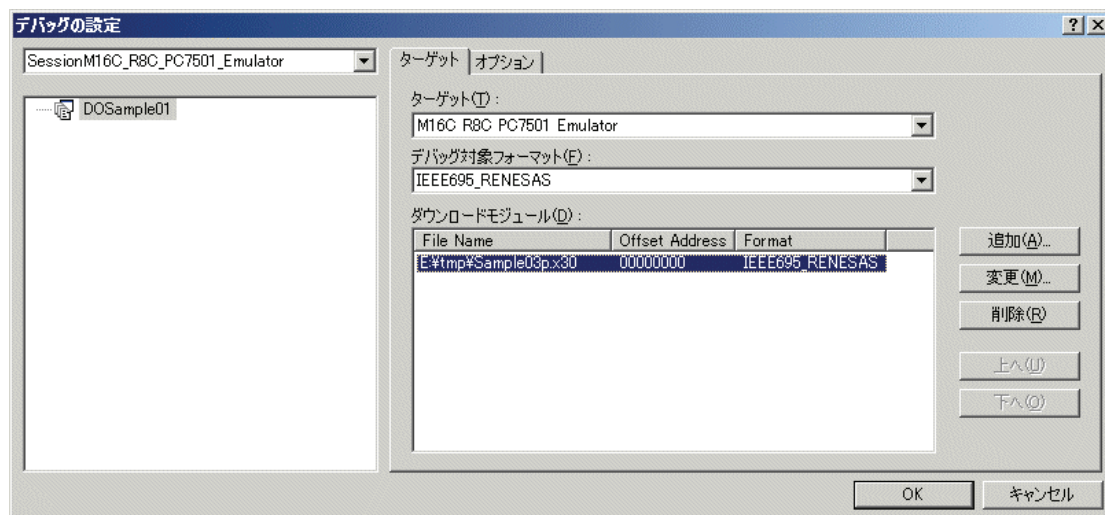 デバッグの設定
SessionM16C_R8C_PC7501_Emulator
DOSample01
ターゲット オプション
ターゲット(T) :
M16C R8C PC7501 Emulator
デバッグ対象フォーマット(F) :
IEEE695_RENESAS
ダウンロードモジュール(D) :
File Name Offset Address Format
E:¥tmp¥Sample03p.x30 00000000 IEEE695_RENESAS
追加(A)...
変更(M)...
削除(R)
上へ(U)
下へ(O)
OK キャンセル